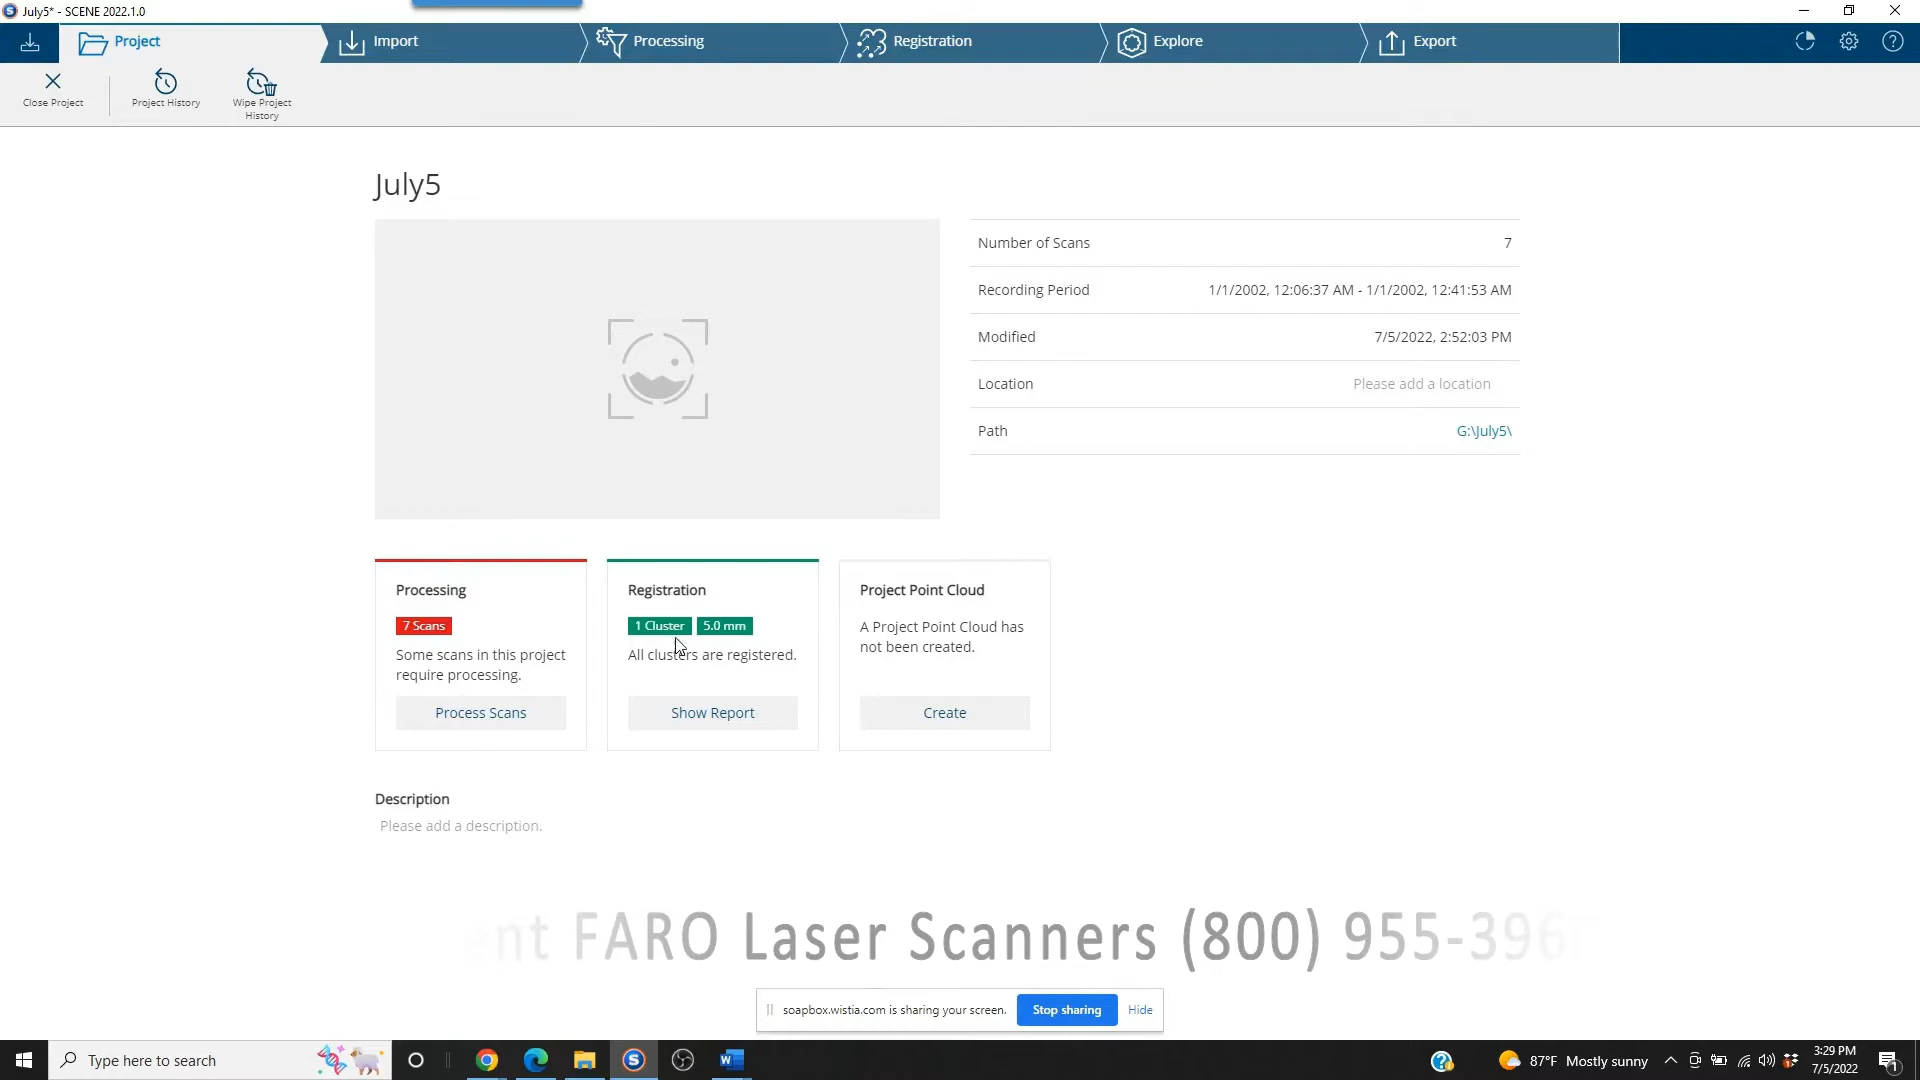 July5* - SCENE 2022.1.0
Project
Import
Processing
Registration
Explore
Export
Close Project
Project History
Wipe Project
History
July5
Number of Scans 7
Recording Period 1/1/2002, 12:06:37 AM - 1/1/2002, 12:41:53 AM
Modified 7/5/2022, 2:52:03 PM
Location Please add a location
Path G:\July5\
Processing
7 Scans
Some scans in this project
require processing.
Process Scans
Registration
1 Cluster 5.0 mm
All clusters are registered.
Show Report
Project Point Cloud
A Project Point Cloud has
not been created.
Create
Description
Please add a description.
FARO Laser Scanners (800) 955-396
soapbox.wistia.com is sharing your screen. Stop sharing Hide
Type here to search
87°F Mostly sunny
3:29 PM
7/5/2022